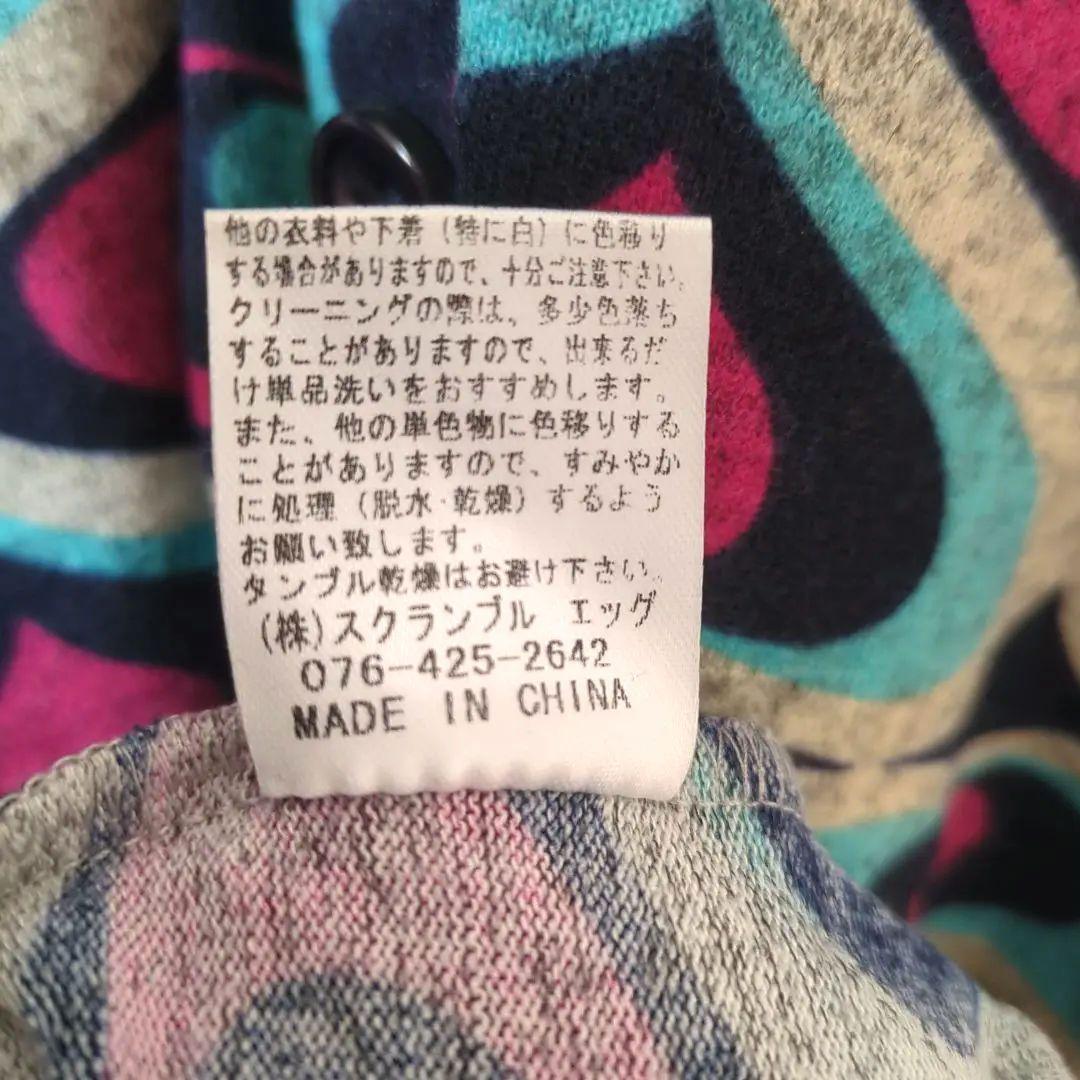 他の衣料や下着(特に白)に色移り
する場合がありますので、十分ご注意下さい。
クリーニングの際は、多少色落ち
することがありますので、出来るだ
け単品洗いをおすすめします。
また、他の単色物に色移りする
ことがありますので、すみやか
に処理(脱水·乾燥)するよう
お願い致します。
タンブル乾燥はお避け下さい。
(株)スクランブル エッグ
076-425-2642
MADE IN CHINA